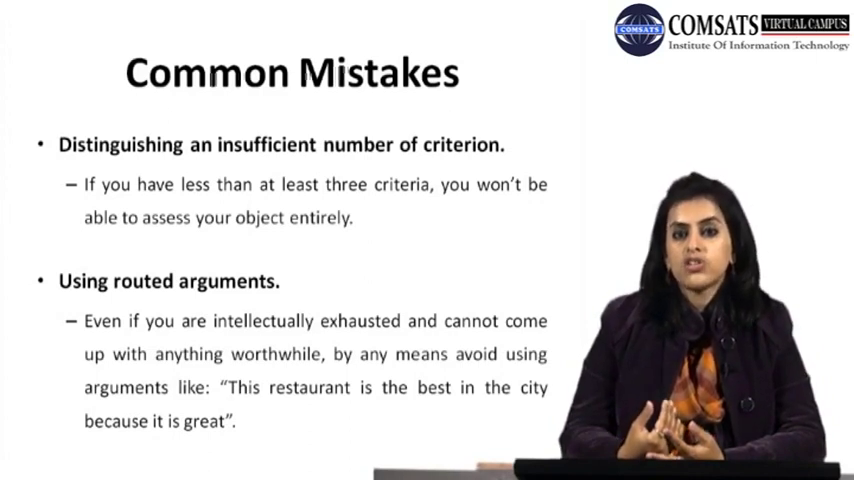 COMSATS VIRTUAL CAMPUS
COMSATS
Institute Of Information Technology
Common Mistakes
• Distinguishing an insufficient number of criterion.
– If you have less than at least three criteria, you won't be
able to assess your object entirely.
• Using routed arguments.
– Even if you are intellectually exhausted and cannot come
up with anything worthwhile, by any means avoid using
arguments like: “This restaurant is the best in the city
because it is great”.